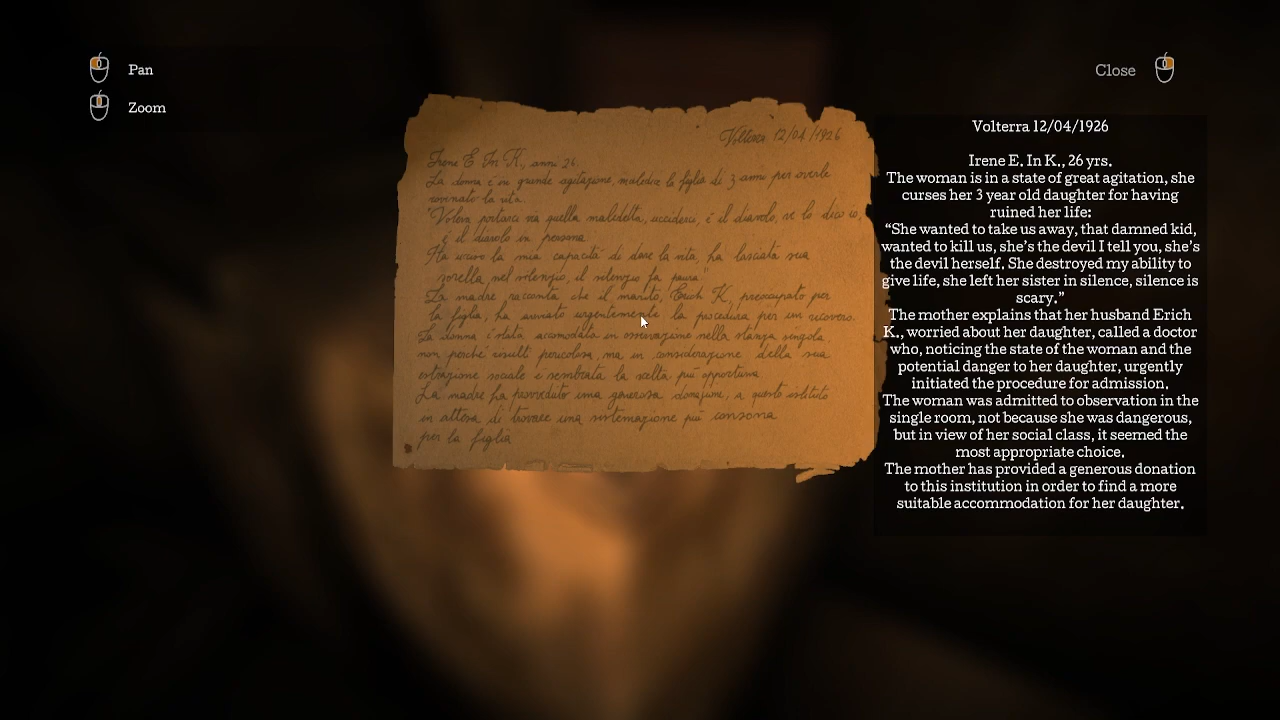 Pan
Zoom
Close
Volterra 12/04/1926
Irene E. In K., anni 26.
La donna è in grande agitazione, maledice la figlia di 3 anni per averle
rovinato la vita.
"Voleva portarci via quella maledetta, ucciderci, è il diavolo, ve lo dico io,
è il diavolo in persona
Ha ucciso la mia capacità di dare la vita, ha lasciata sua
sorella nel silenzio, il silenzio fa paura"
La madre racconta che il marito, Erich K, preoccupato per
la figlia, ha avviato urgentemente la procedura per un ricovero.
La donna è stata accomodata in osservazione nella stanza singola
non perché risulti pericolosa, ma in considerazione della sua
estrazione sociale è sembrata la scelta più opportuna
La madre ha provveduto una generosa donazione, a questo istituto
in attesa di trovare una sistemazione più consona
per la figlia
Volterra 12/04/1926
Irene E. In K., 26 yrs.
The woman is in a state of great agitation, she
curses her 3 year old daughter for having
ruined her life:
“She wanted to take us away, that damned kid,
wanted to kill us, she's the devil I tell you, she's
the devil herself. She destroyed my ability to
give life, she left her sister in silence, silence is
scary.”
The mother explains that her husband Erich
K., worried about her daughter, called a doctor
who, noticing the state of the woman and the
potential danger to her daughter, urgently
initiated the procedure for admission.
The woman was admitted to observation in the
single room, not because she was dangerous,
but in view of her social class, it seemed the
most appropriate choice.
The mother has provided a generous donation
to this institution in order to find a more
suitable accommodation for her daughter.